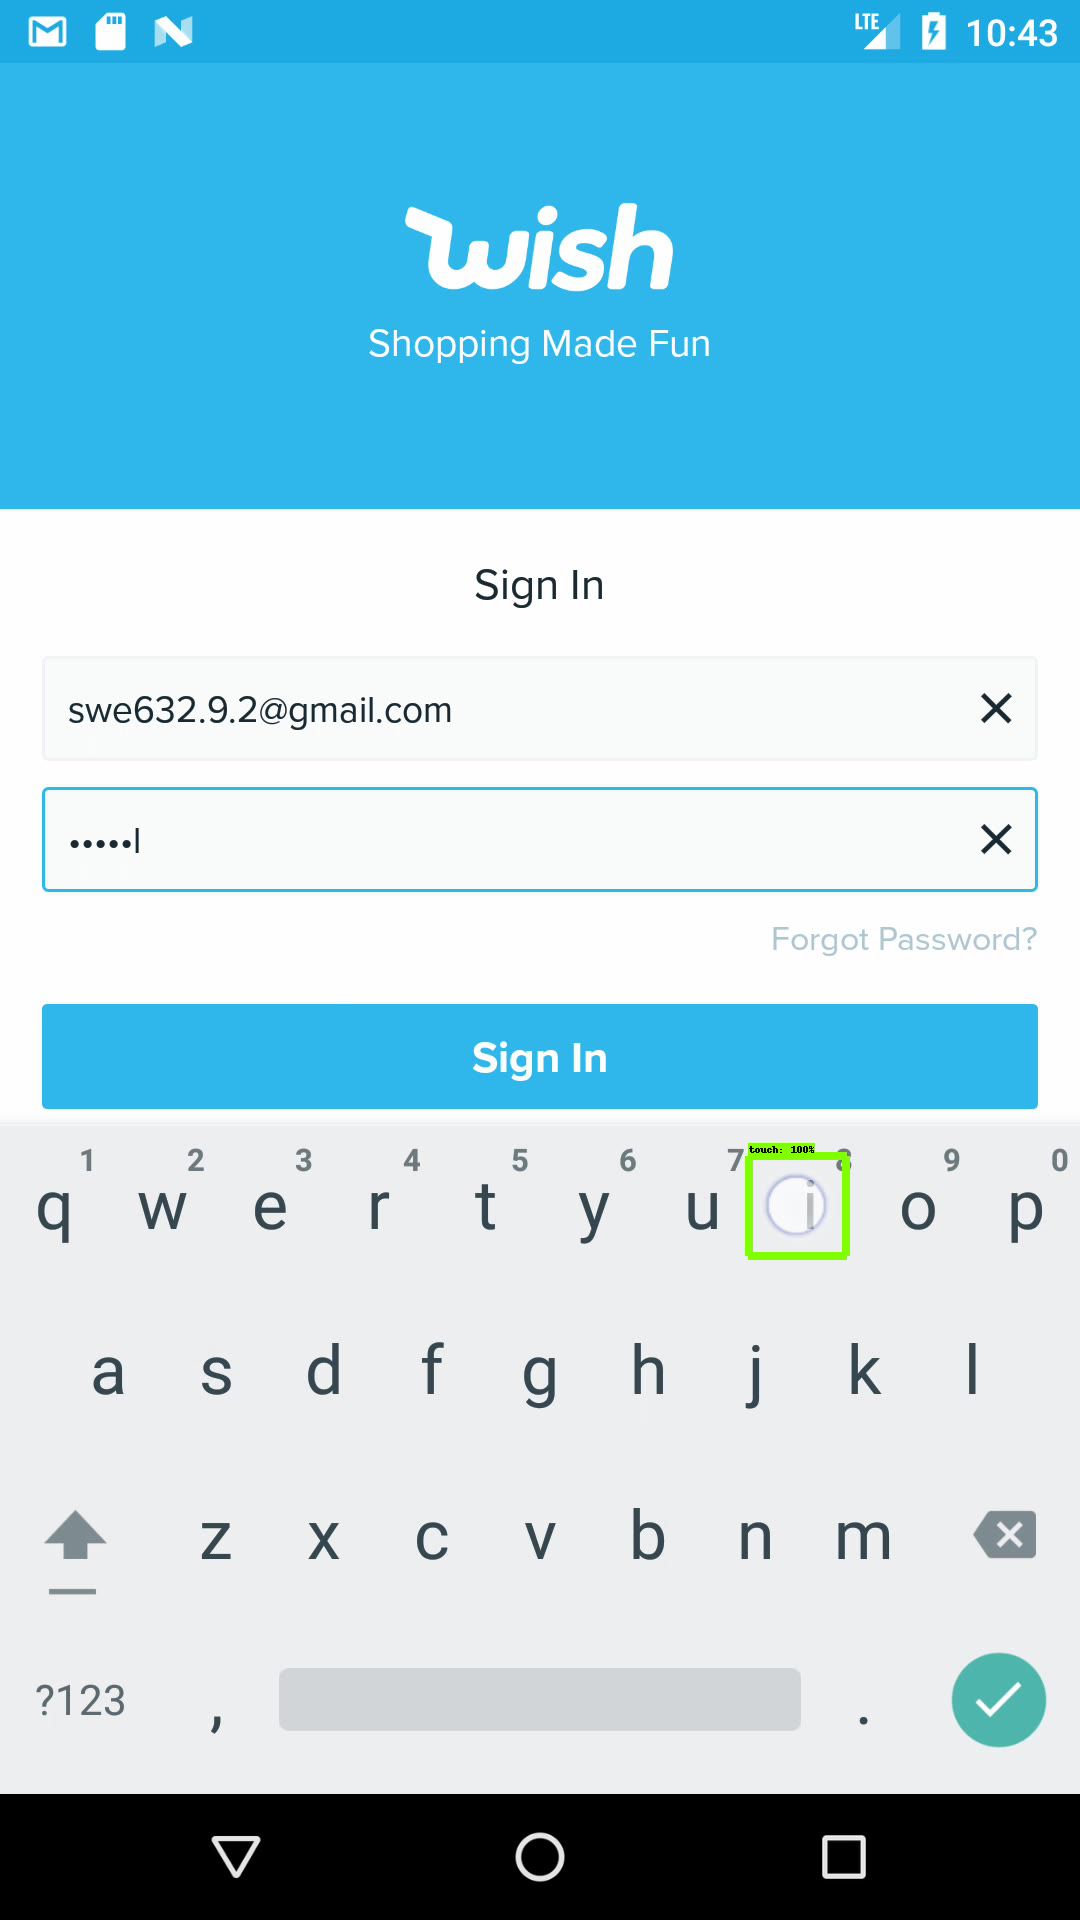 LTE 10:43
wish
Shopping Made Fun
Sign In
swe632.9.2@gmail.com
•••••
Forgot Password?
Sign In
touch: 100%
1 2 3 4 5 6 7 8 9 0
q w e r t y u i o p
a s d f g h j k l
z x c v b n m
?123 , .